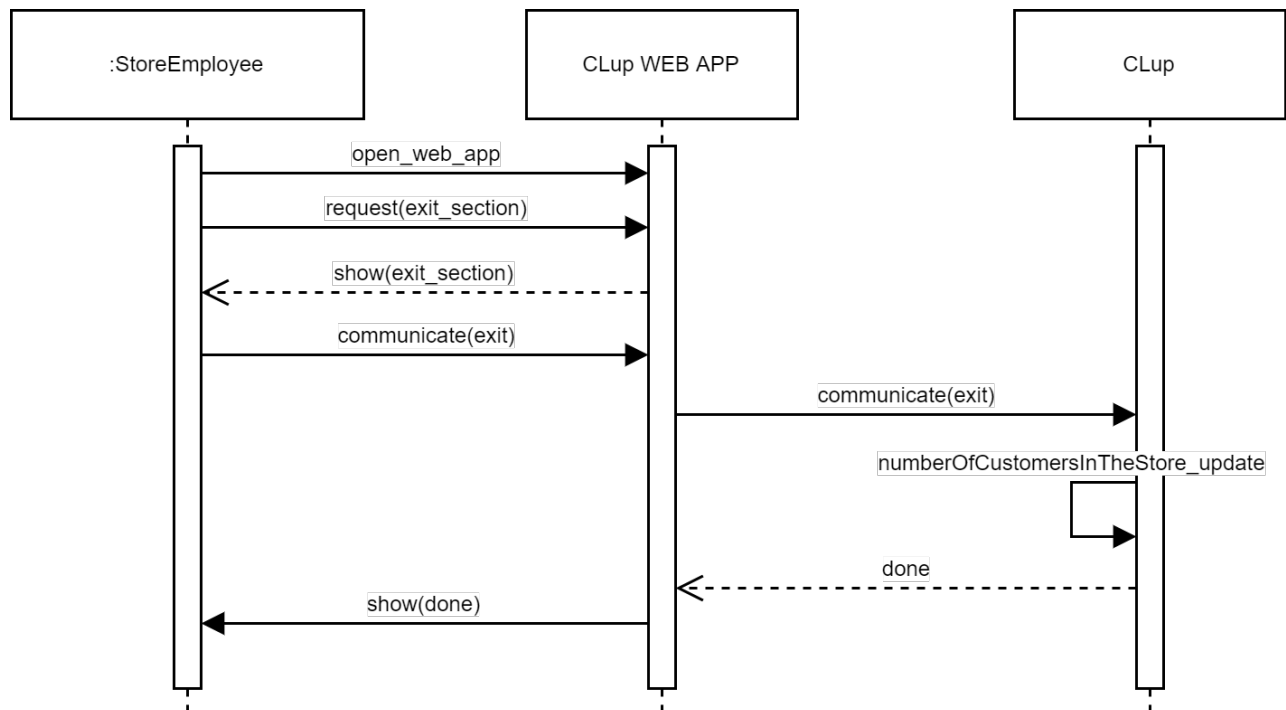 :StoreEmployee
CLup WEB APP
CLup
open_web_app
request(exit_section)
show(exit_section)
communicate(exit)
communicate(exit)
numberOfCustomersInTheStore_update
done
show(done)